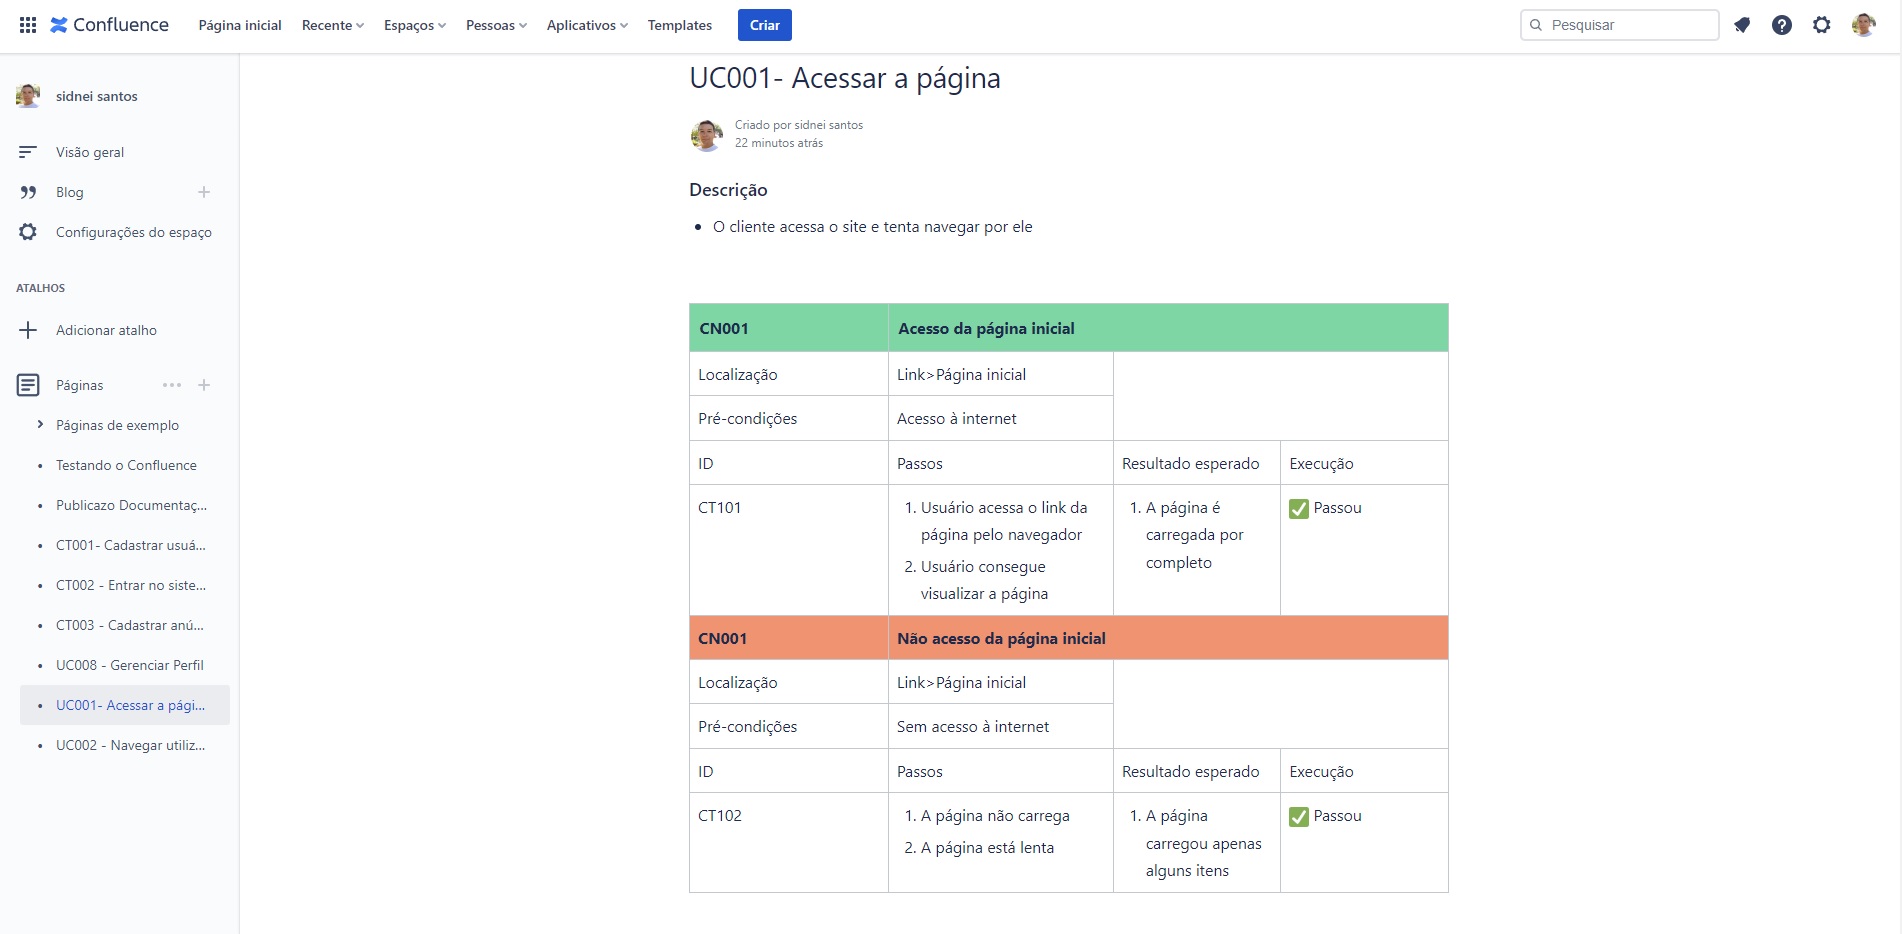 Confluence
Página inicial
Recente
Espaços
Pessoas
Aplicativos
Templates
Criar
Pesquisar
sidnei santos
Visão geral
Blog
Configurações do espaço
ATALHOS
Adicionar atalho
Páginas
Páginas de exemplo
Testando o Confluence
Publicazo Documentaç...
CT001- Cadastrar usuá...
CT002 - Entrar no siste...
CT003 - Cadastrar anú...
UC008 - Gerenciar Perfil
UC001- Acessar a pági...
UC002 - Navegar utiliz...
UC001- Acessar a página
Criado por sidnei santos
22 minutos atrás
Descrição
• O cliente acessa o site e tenta navegar por ele
CN001 Acesso da página inicial
Localização Link>Página inicial
Pré-condições Acesso à internet
ID Passos Resultado esperado Execução
CT101
1. Usuário acessa o link da
página pelo navegador
2. Usuário consegue
visualizar a página
1. A página é
carregada por
completo
✅ Passou
CN001 Não acesso da página inicial
Localização Link>Página inicial
Pré-condições Sem acesso à internet
ID Passos Resultado esperado Execução
CT102
1. A página não carrega
2. A página está lenta
1. A página
carregou apenas
alguns itens
✅ Passou